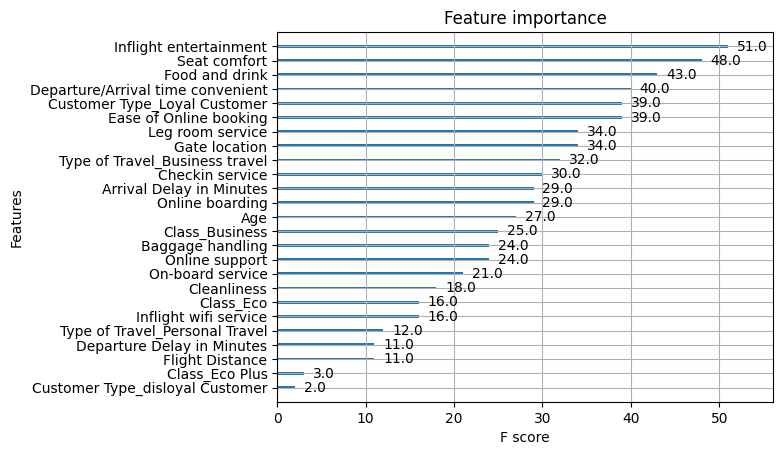 Feature importance
Inflight entertainment 51.0
Seat comfort 48.0
Food and drink 43.0
Departure/Arrival time convenient 40.0
Customer Type_Loyal Customer 39.0
Ease of Online booking 39.0
Leg room service 34.0
Gate location 34.0
Type of Travel_Business travel 32.0
Checkin service 30.0
Arrival Delay in Minutes 29.0
Online boarding 29.0
Age 27.0
Class_Business 25.0
Baggage handling 24.0
Online support 24.0
On-board service 21.0
Cleanliness 18.0
Class_Eco 16.0
Inflight wifi service 16.0
Type of Travel_Personal Travel 12.0
Departure Delay in Minutes 11.0
Flight Distance 11.0
Class_Eco Plus 3.0
Customer Type_disloyal Customer 2.0
Features
0 10 20 30 40 50
F score